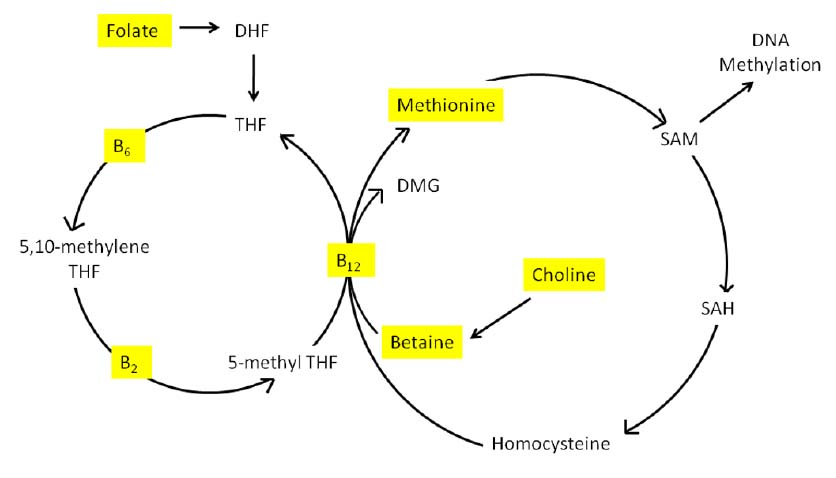 Folate
DHF
DNA
Methylation
Methionine
THF
SAM
B6
DMG
5,10-methylene
THF
B12
Choline
SAH
Betaine
B2
5-methyl THF
Homocysteine